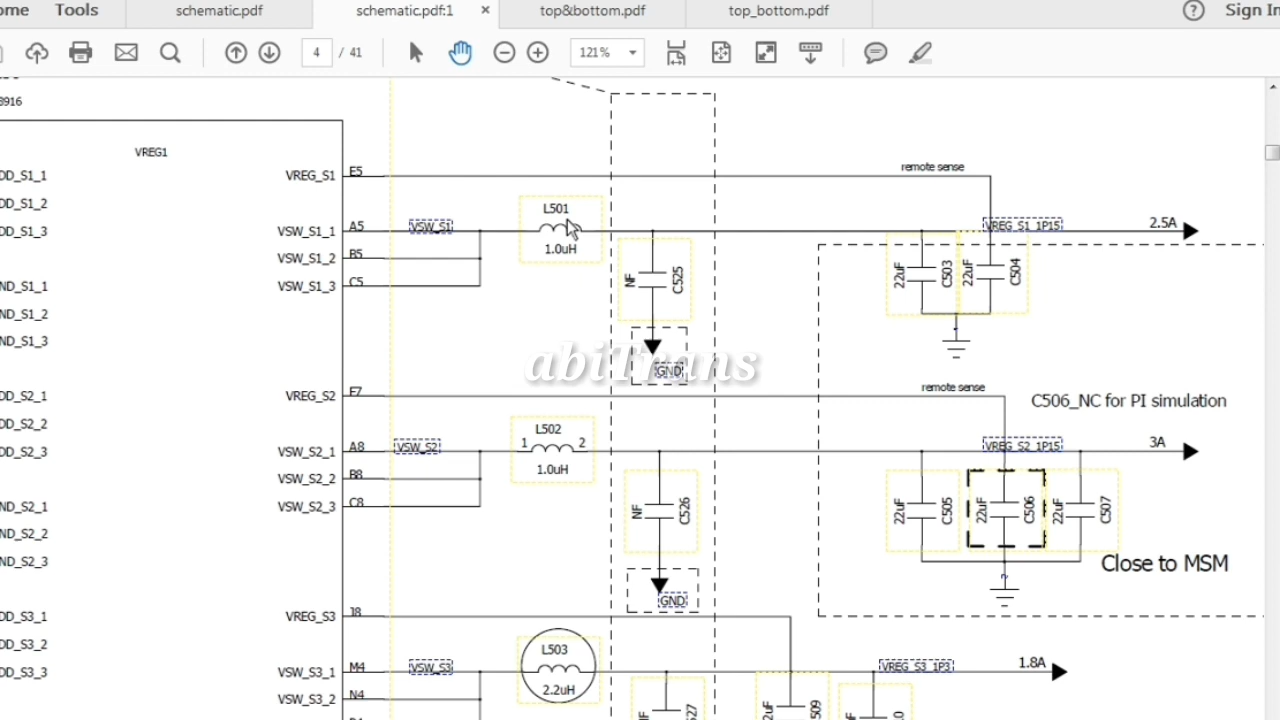 ome Tools schematic.pdf schematic.pdf:1 × top&bottom.pdf top_bottom.pdf ? Sign In
4 / 41 121%
8916
VREG1
remote sense
DD_S1_1 VREG_S1 E5
DD_S1_2 L501
DD_S1_3 VSW_S1_1 A5 VSW_S1 VREG_S1_1P15 2.5A
1.0uH
VSW_S1_2 B5
ND_S1_1 VSW_S1_3 C5 NF C525 22uF C503 22uF C504
ND_S1_2
ND_S1_3
abiTrans
GND
remote sense
DD_S2_1 VREG_S2 F7 C506_NC for PI simulation
DD_S2_2 L502
DD_S2_3 VSW_S2_1 A8 VSW_S2 1 2 VREG_S2_1P15 3A
1.0uH
VSW_S2_2 B8
ND_S2_1 VSW_S2_3 C8 NF C526 22uF C505 22uF C506 22uF C507
ND_S2_2
ND_S2_3 Close to MSM
GND
DD_S3_1 VREG_S3 J8
DD_S3_2 L503
DD_S3_3 VSW_S3_1 M4 VSW_S3 VREG_S3_1P3 1.8A
2.2uH
VSW_S3_2 N4